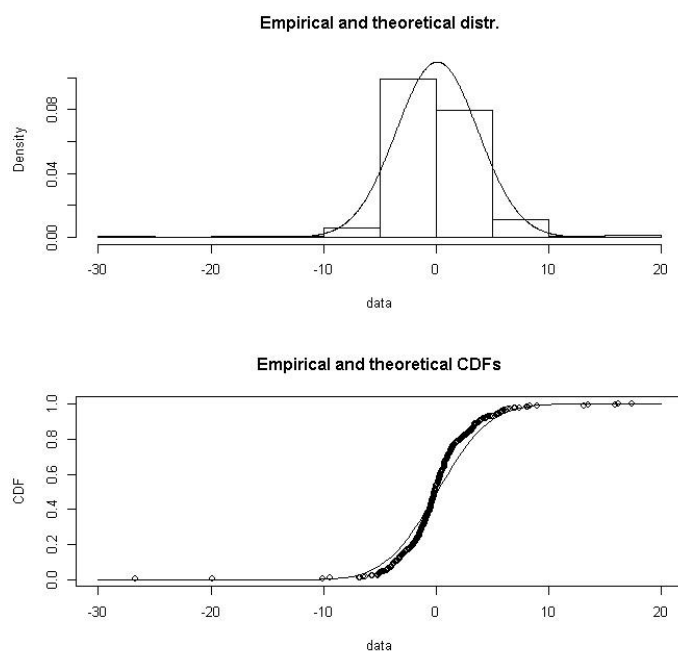 Empirical and theoretical distr.
Density
0.00 0.04 0.08
-30 -20 -10 0 10 20
data
Empirical and theoretical CDFs
CDF
0.0 0.2 0.4 0.6 0.8 1.0
-30 -20 -10 0 10 20
data